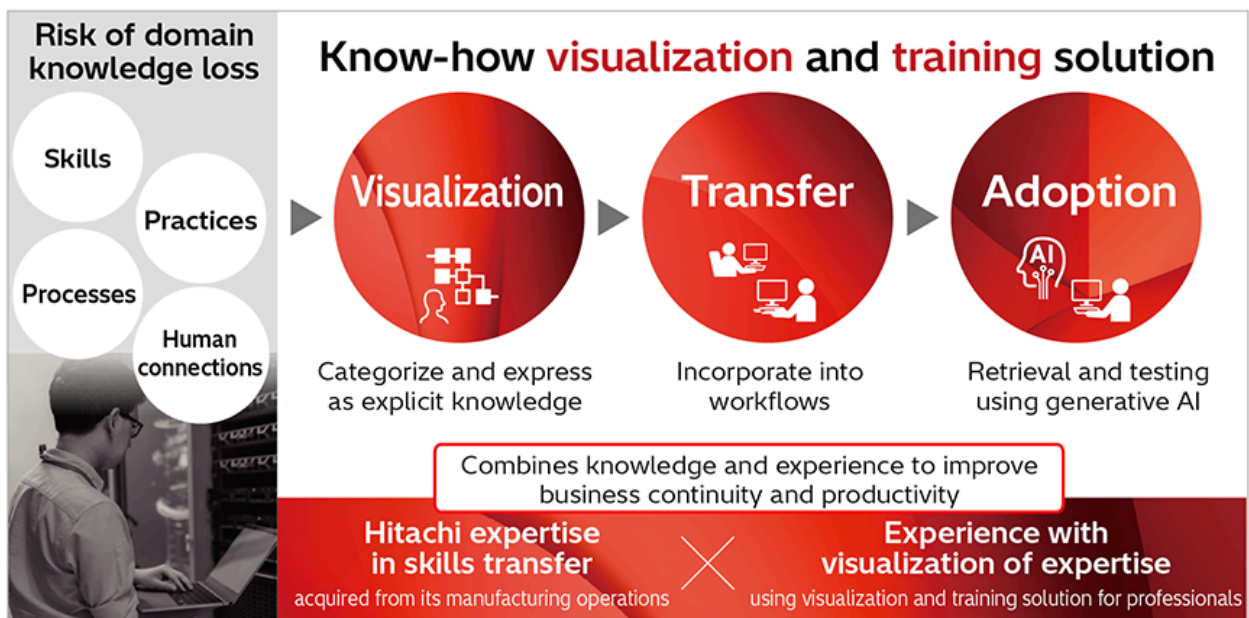 Risk of domain
knowledge loss
Skills
Practices
Processes
Human
connections
Know-how visualization and training solution
Visualization
Categorize and express
as explicit knowledge
Transfer
Incorporate into
workflows
AI
Adoption
Retrieval and testing
using generative AI
Combines knowledge and experience to improve
business continuity and productivity
Hitachi expertise
in skills transfer
acquired from its manufacturing operations
Experience with
visualization of expertise
using visualization and training solution for professionals